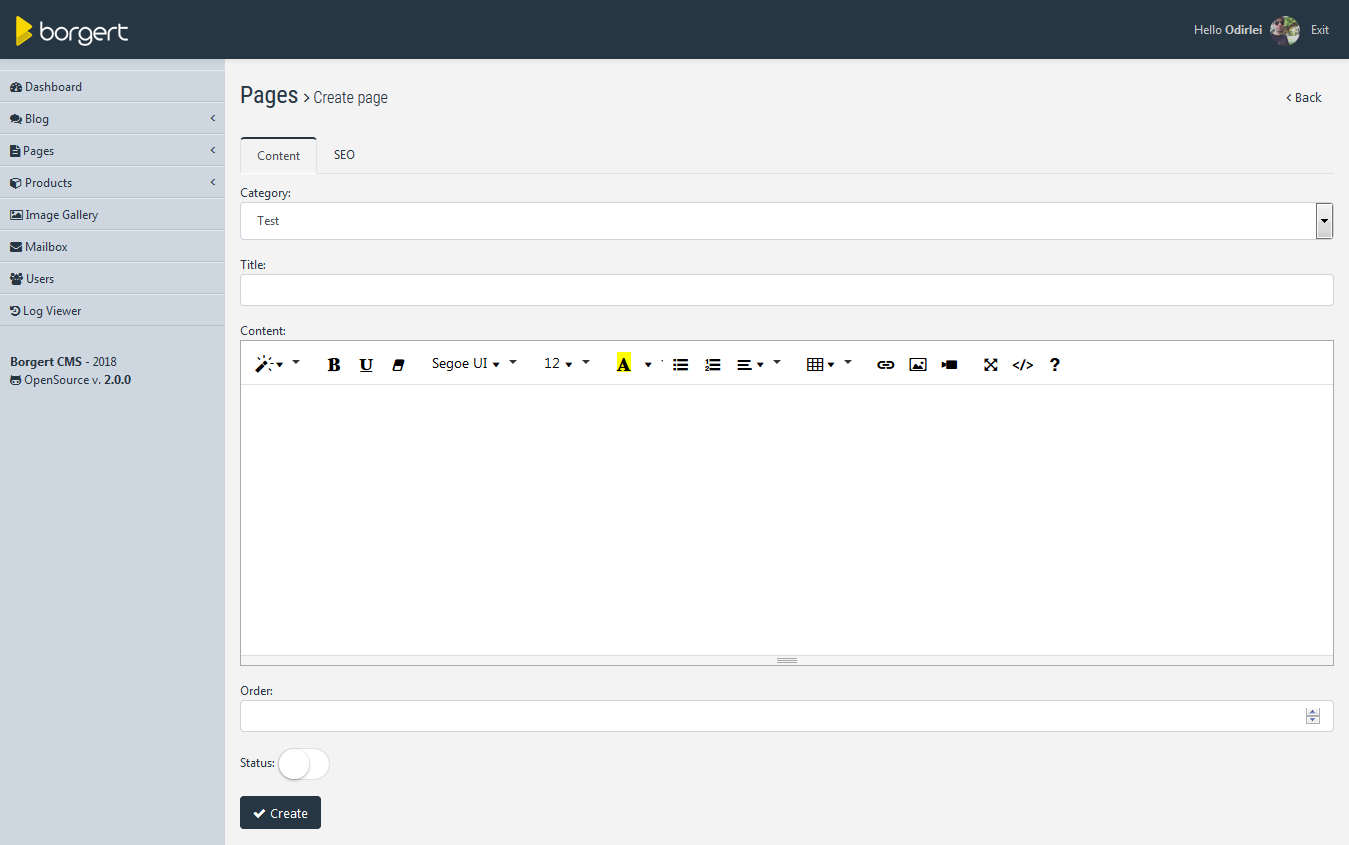 borgert
Hello Odirlei
Exit
Dashboard
Blog
Pages
Products
Image Gallery
Mailbox
Users
Log Viewer
Borgert CMS - 2018
OpenSource v. 2.0.0
Pages > Create page
< Back
Content
SEO
Category:
Test
Title:
Content:
B U Segoe UI 12 A </> ?
Order:
Status:
Create